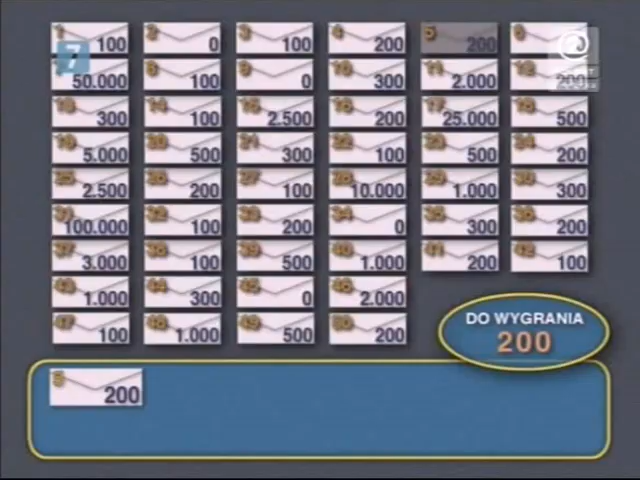 1 100 2 0 3 100 4 200 5 200 6
7 50.000 8 100 9 0 10 300 11 2.000 12 200
13 300 14 100 15 2.500 16 200 17 25.000 18 500
19 5.000 20 500 21 300 22 100 23 500 24 200
25 2.500 26 200 27 100 28 10.000 29 1.000 30 300
31 100.000 32 100 33 200 34 0 35 300 36 200
37 3.000 38 100 39 500 40 1.000 41 200 42 100
43 1.000 44 300 45 0 46 2.000
47 100 48 1.000 49 500 50 200
DO WYGRANIA
200
5 200